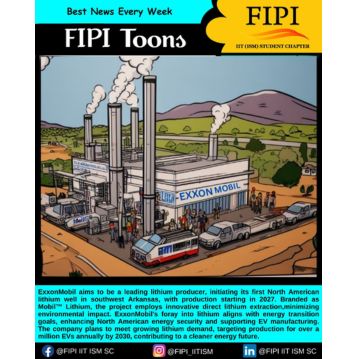 Best News Every Week
FIPI
IIT (ISM) STUDENT CHAPTER
FIPI Toons
EXXON MOBIL
ExxonMobil aims to be a leading lithium producer, initiating its first North American
lithium well in southwest Arkansas, with production starting in 2027. Branded as
Mobil™ Lithium, the project employs innovative direct lithium extraction,minimizing
environmental impact. ExxonMobil's foray into lithium aligns with energy transition
goals, enhancing North American energy security and supporting EV manufacturing.
The company plans to meet growing lithium demand, targeting production for over a
million EVs annually by 2030, contributing to a cleaner energy future.
@FIPI IIT ISM SC
@FIPI_IITISM
@FIPI IIT ISM SC